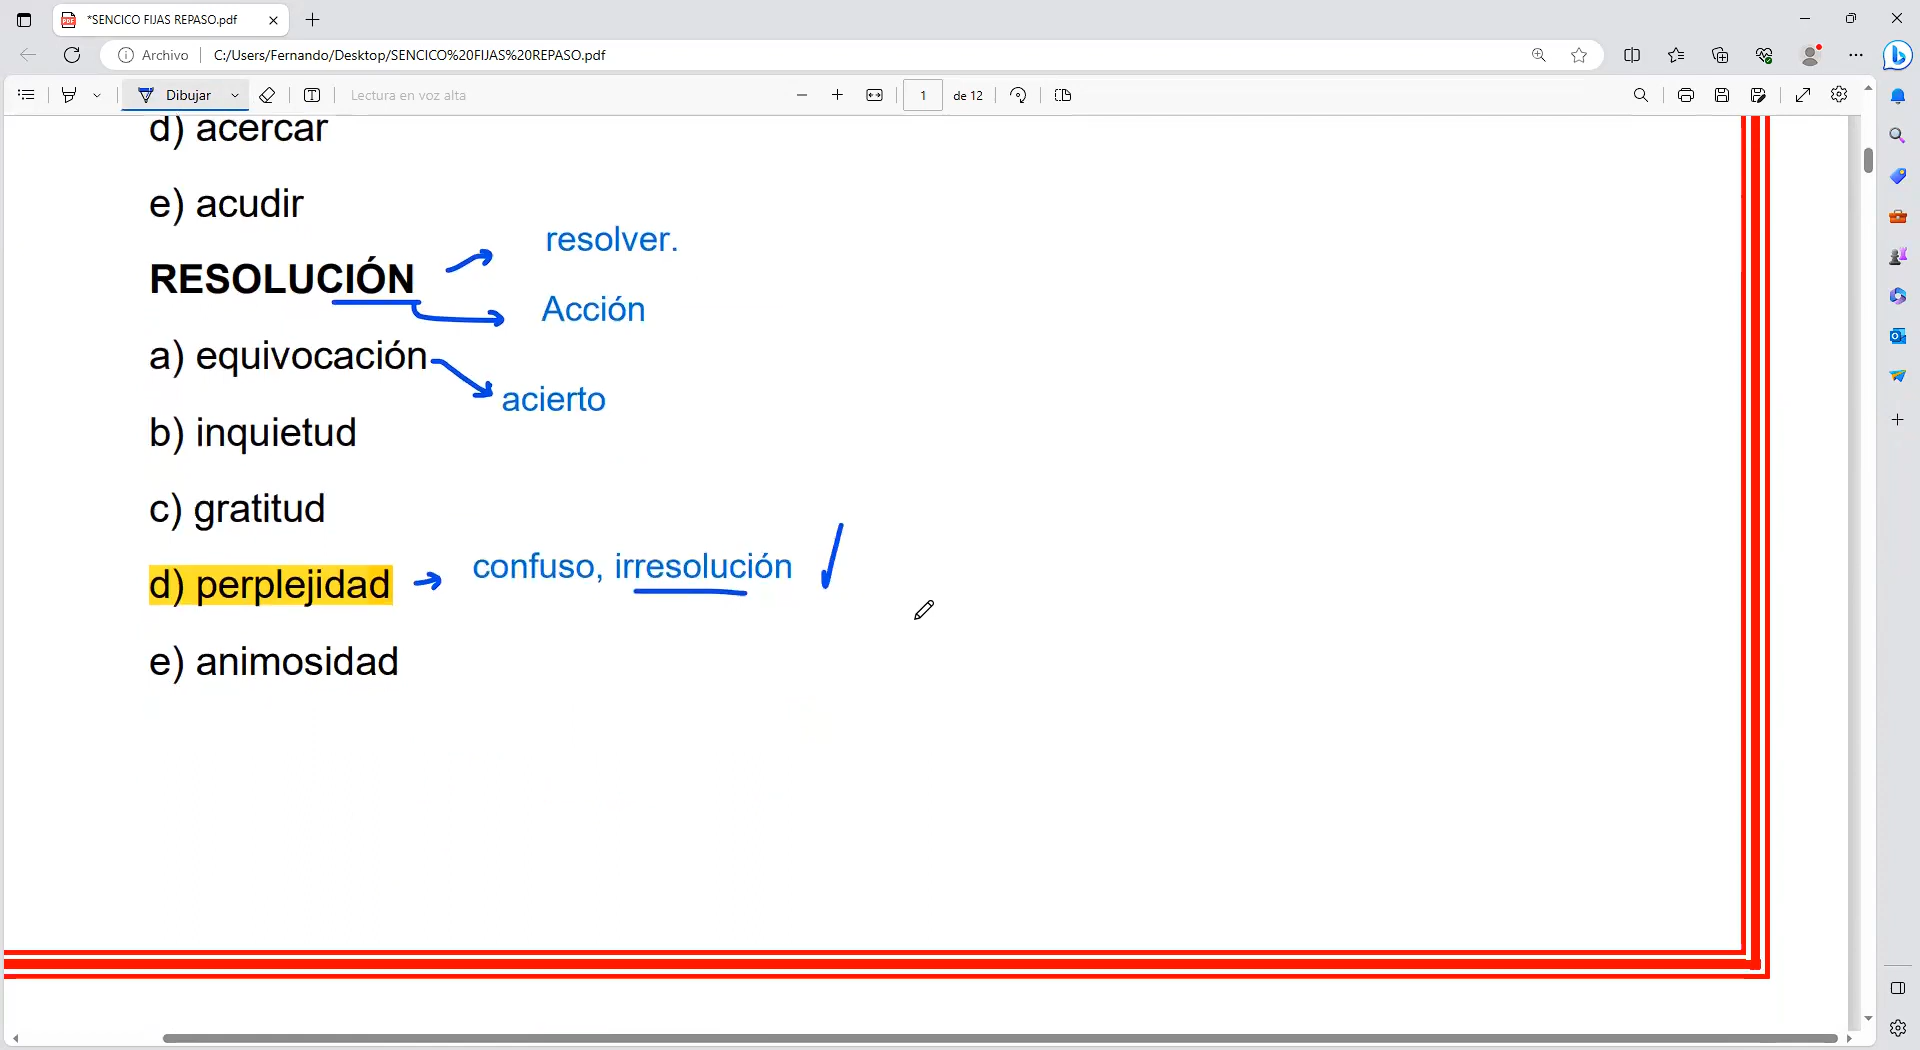 *SENCICO FIJAS REPASO.pdf
Archivo
C:/Users/Fernando/Desktop/SENCICO%20FIJAS%20REPASO.pdf
Dibujar
Lectura en voz alta
1 de 12
d) acercar
e) acudir
resolver.
RESOLUCIÓN
Acción
a) equivocación
acierto
b) inquietud
c) gratitud
confuso, irresolución
d) perplejidad
e) animosidad